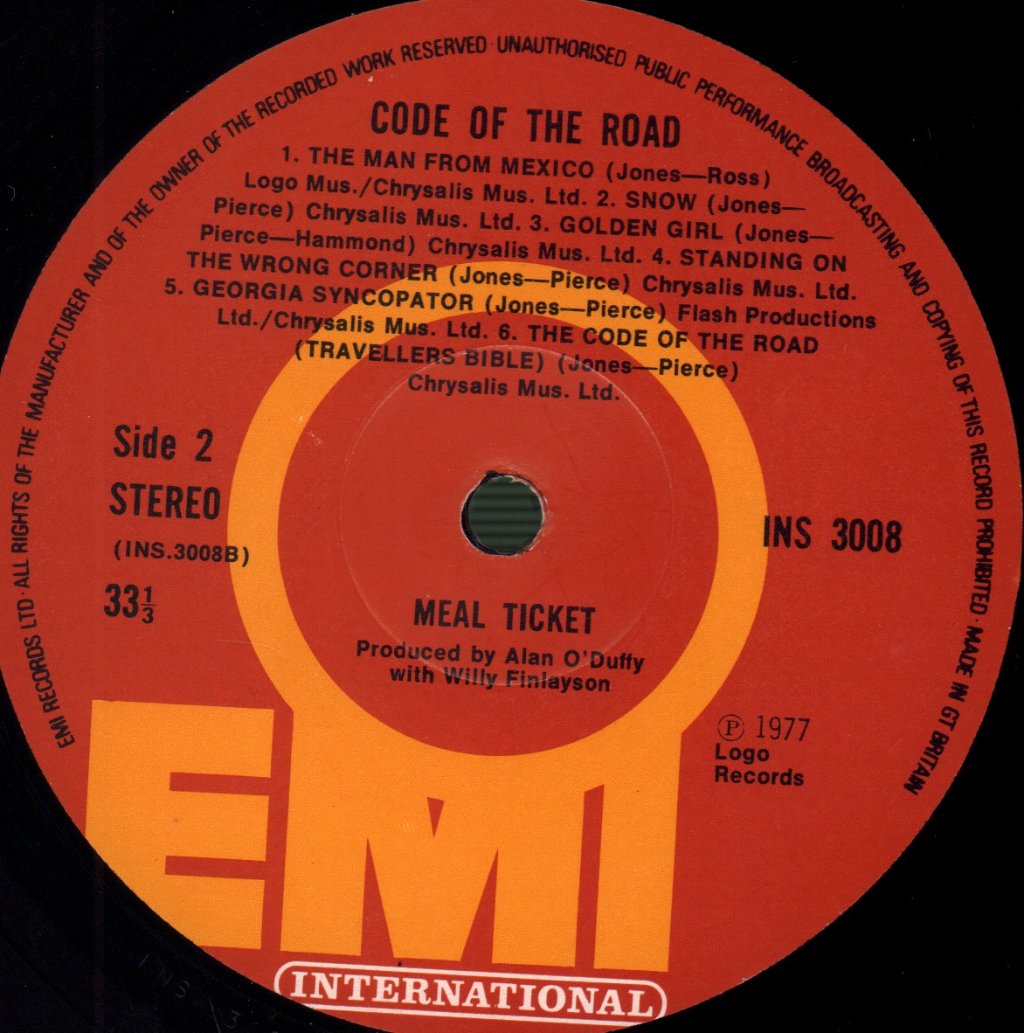 EMI RECORDS LTD · ALL RIGHTS OF THE MANUFACTURER AND OF THE OWNER OF THE RECORDED WORK RESERVED · UNAUTHORISED PUBLIC PERFORMANCE BROADCASTING AND COPYING OF THIS RECORD PROHIBITED · MADE IN GT BRITAIN
CODE OF THE ROAD
1. THE MAN FROM MEXICO (Jones—Ross)
Logo Mus./Chrysalis Mus. Ltd. 2. SNOW (Jones—
Pierce) Chrysalis Mus. Ltd. 3. GOLDEN GIRL (Jones—
Pierce—Hammond) Chrysalis Mus. Ltd. 4. STANDING ON
THE WRONG CORNER (Jones—Pierce) Chrysalis Mus. Ltd.
5. GEORGIA SYNCOPATOR (Jones—Pierce) Flash Productions
Ltd./Chrysalis Mus. Ltd. 6. THE CODE OF THE ROAD
(TRAVELLERS BIBLE) (Jones—Pierce)
Chrysalis Mus. Ltd.
Side 2
STEREO
(INS.3008B)
33⅓
INS 3008
MEAL TICKET
Produced by Alan O'Duffy
with Willy Finlayson
Ⓟ 1977
Logo
Records
EMI
INTERNATIONAL